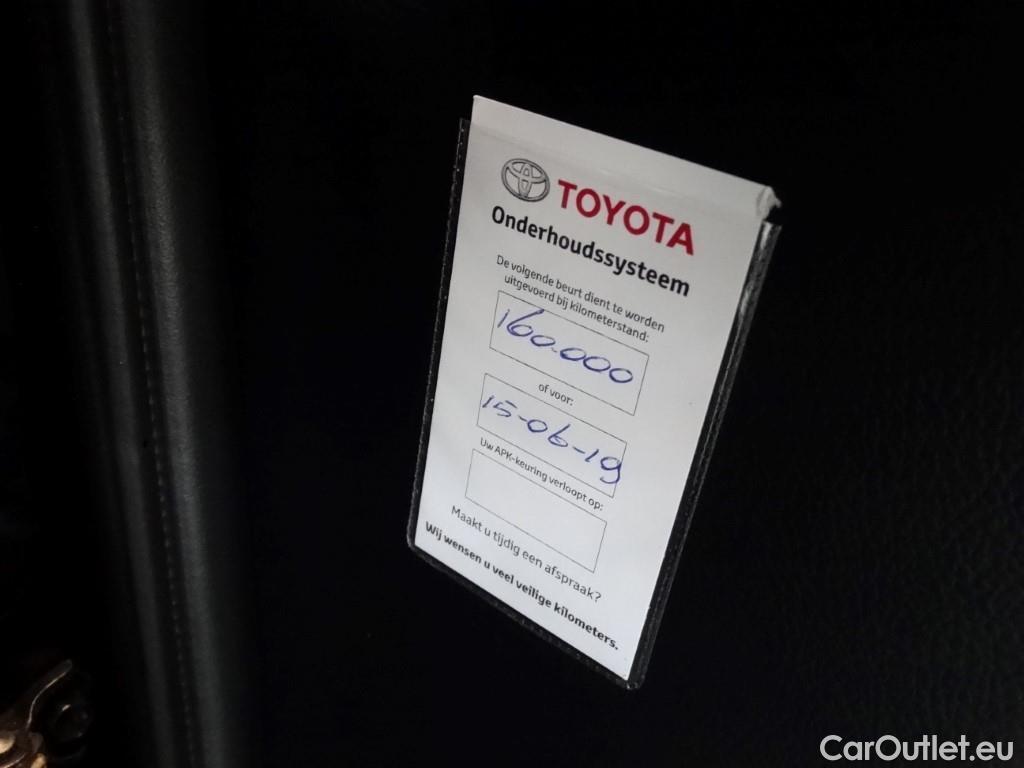 TOYOTA
Onderhoudssysteem
De volgende beurt dient te worden
uitgevoerd bij kilometerstand:
160.000
of voor:
15-06-19
Uw APK-keuring verloopt op:
Maakt u tijdig een afspraak?
Wij wensen u veel veilige kilometers.
CarOutlet.eu